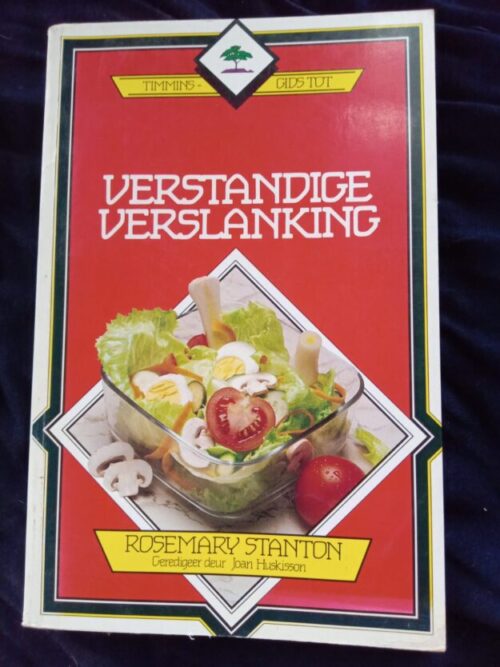 TIMMINS - GIDS TOT
VERSTANDIGE
VERSLANKING
ROSEMARY STANTON
Geredigeer deur Joan Huskisson